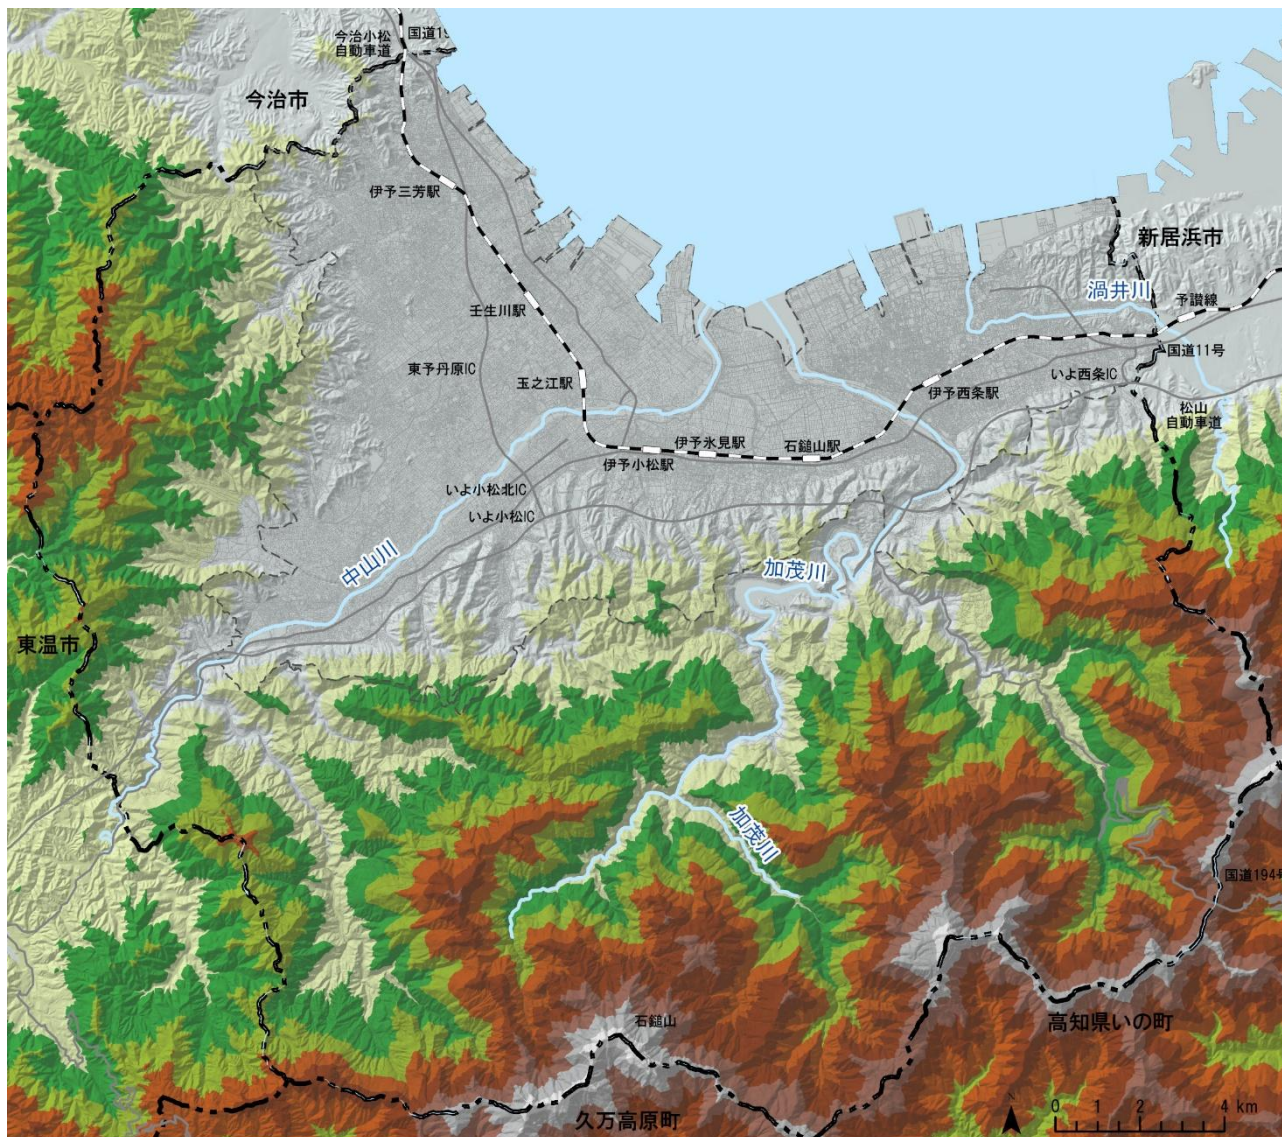 今治小松
自動車道
国道19
今治市
伊予三芳駅
新居浜市
渦井川
予讃線
壬生川駅
国道11号
東予丹原IC
玉之江駅
いよ西条IC
伊予西条駅
松山
自動車道
伊予氷見駅
石鎚山駅
伊予小松駅
いよ小松北IC
いよ小松IC
中山川
加茂川
東温市
加茂川
国道194号
石鎚山
高知県いの町
久万高原町
0 1 2 4 km